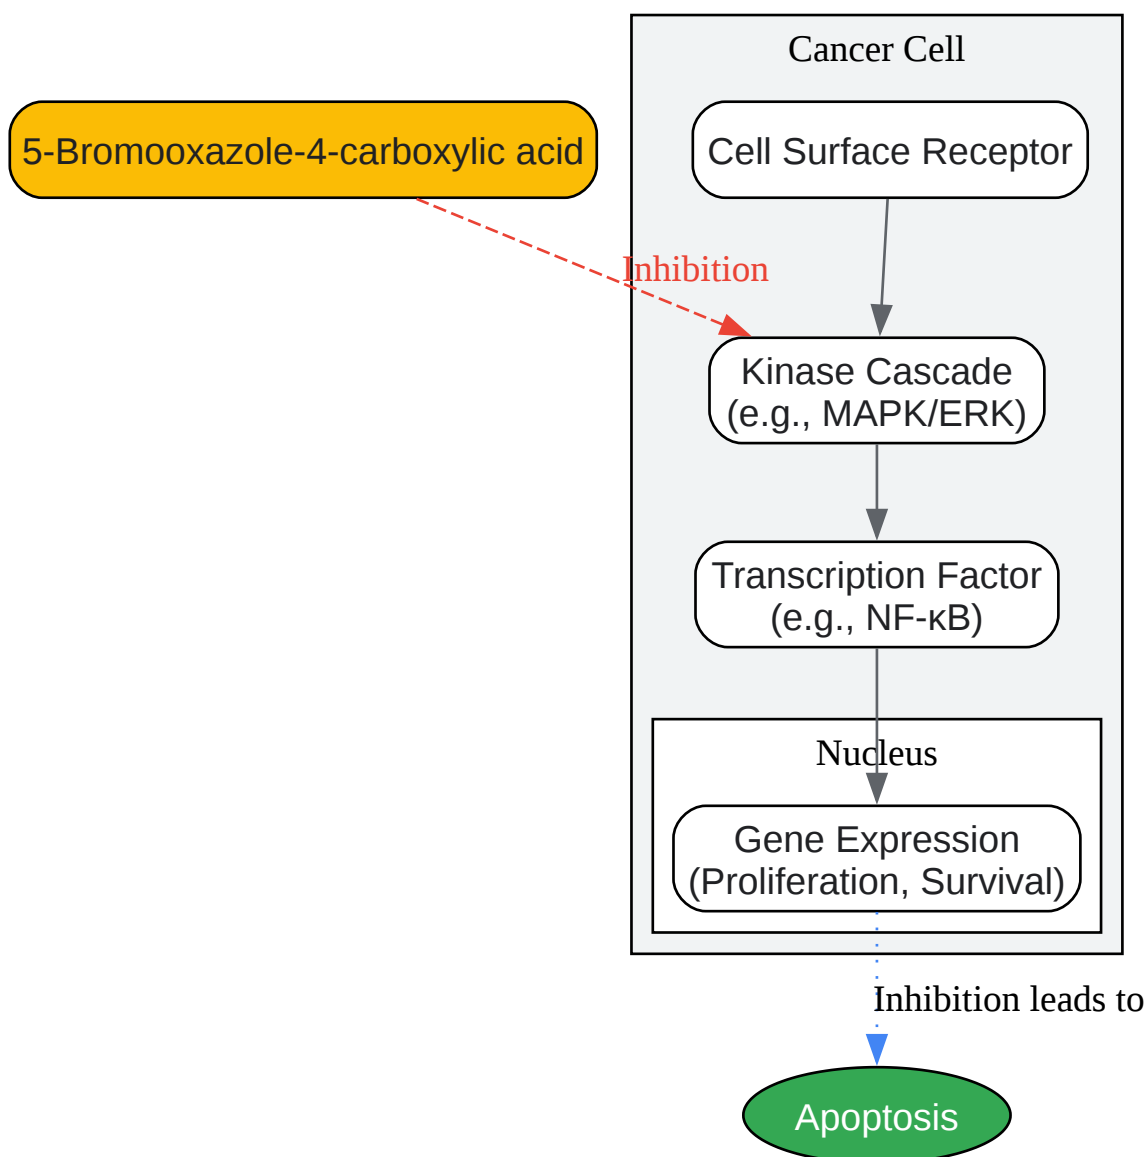 Cancer Cell
5-Bromooxazole-4-carboxylic acid
Cell Surface Receptor
Inhibition
Kinase Cascade
(e.g., MAPK/ERK)
Transcription Factor
(e.g., NF-κB)
Nucleus
Gene Expression
(Proliferation, Survival)
Inhibition leads to
Apoptosis